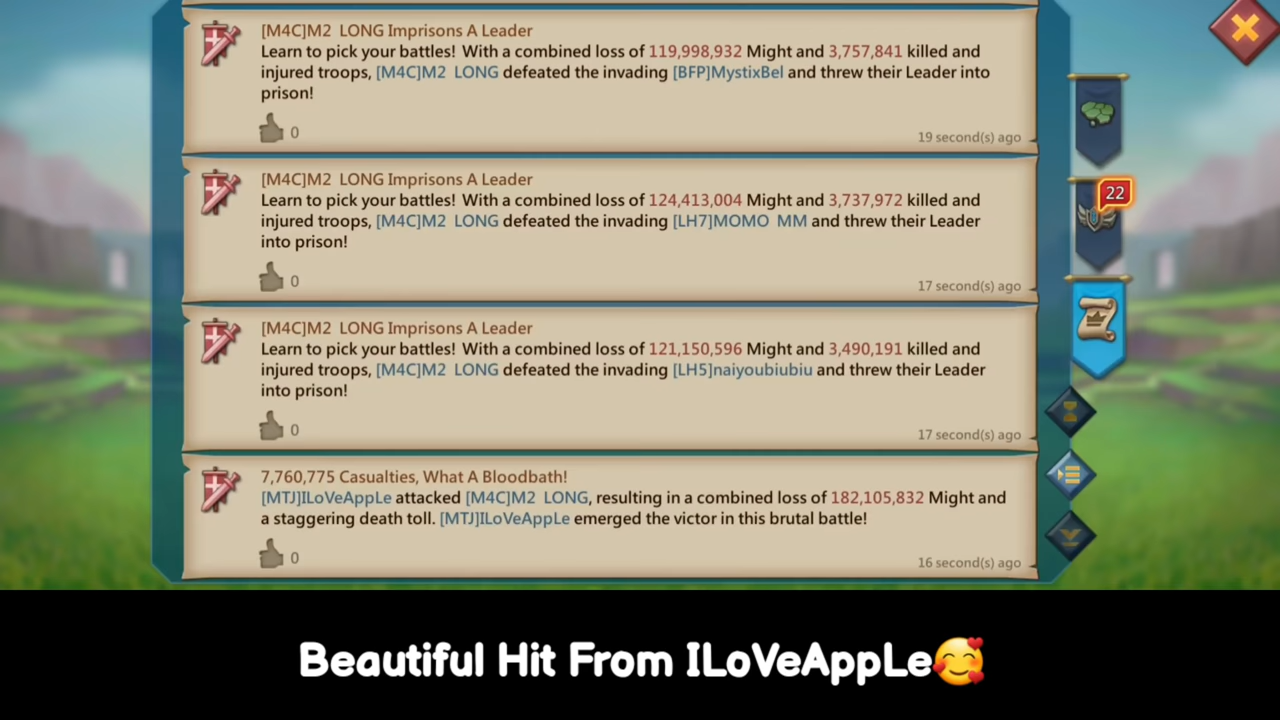 [M4C]M2 LONG Imprisons A Leader
Learn to pick your battles! With a combined loss of 119,998,932 Might and 3,757,841 killed and
injured troops, [M4C]M2 LONG defeated the invading [BFP]MystixBel and threw their Leader into
prison!
0
19 second(s) ago
[M4C]M2 LONG Imprisons A Leader
Learn to pick your battles! With a combined loss of 124,413,004 Might and 3,737,972 killed and
injured troops, [M4C]M2 LONG defeated the invading [LH7]MOMO MM and threw their Leader
into prison!
0
17 second(s) ago
22
[M4C]M2 LONG Imprisons A Leader
Learn to pick your battles! With a combined loss of 121,150,596 Might and 3,490,191 killed and
injured troops, [M4C]M2 LONG defeated the invading [LH5]naiyoubiubiu and threw their Leader
into prison!
0
17 second(s) ago
7,760,775 Casualties, What A Bloodbath!
[MTJ]ILoVeAppLe attacked [M4C]M2 LONG, resulting in a combined loss of 182,105,832 Might and
a staggering death toll. [MTJ]ILoVeAppLe emerged the victor in this brutal battle!
0
16 second(s) ago
Beautiful Hit From ILoVeAppLe🥰